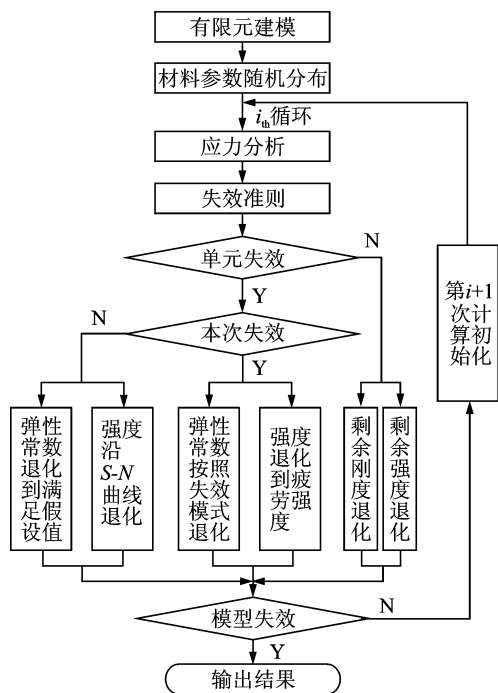 有限元建模
材料参数随机分布
i_th循环
应力分析
失效准则
单元失效
N
Y
第i+1
次计
算初
始化
本次失效
N
Y
弹性
常数
退化
到满
足假
设值
强度
沿
S-N
曲线
退化
弹性
常数
按照
失效
模式
退化
强度
退化
到疲
劳强
度
剩余刚度退化
剩余强度退化
模型失效
N
Y
输出结果